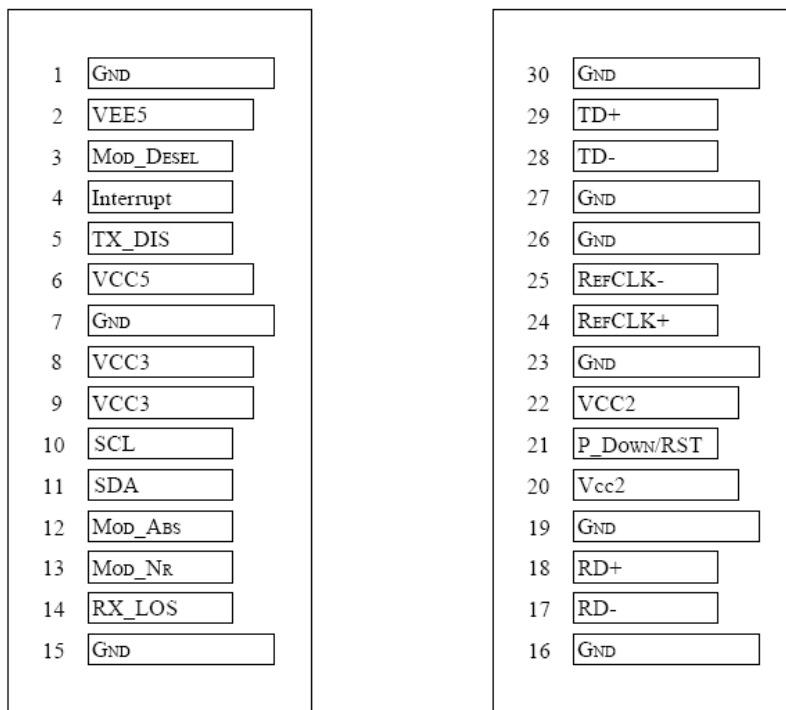 1 GND
2 VEE5
3 MOD_DESEL
4 Interrupt
5 TX_DIS
6 VCC5
7 GND
8 VCC3
9 VCC3
10 SCL
11 SDA
12 MOD_ABS
13 MOD_NR
14 RX_LOS
15 GND
30 GND
29 TD+
28 TD-
27 GND
26 GND
25 REFCLK-
24 REFCLK+
23 GND
22 VCC2
21 P_DOWN/RST
20 Vcc2
19 GND
18 RD+
17 RD-
16 GND